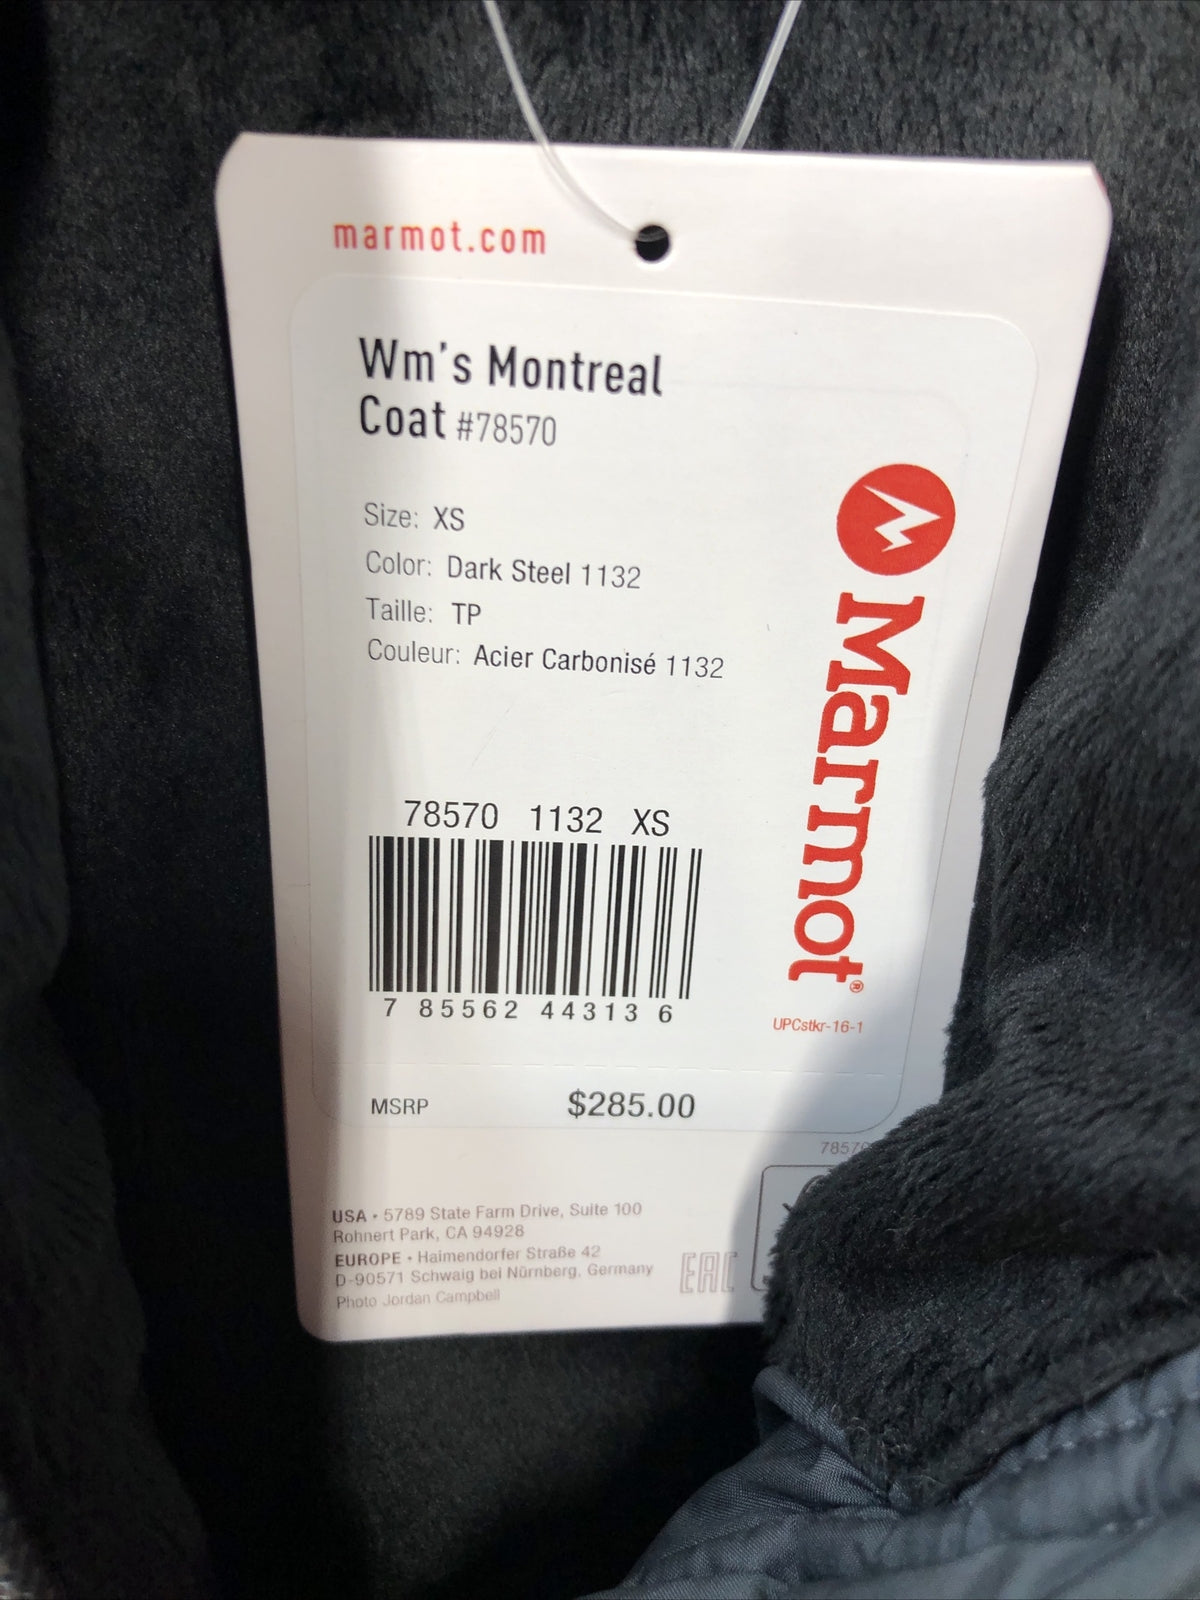 marmot.com
Wm's Montreal
Coat #78570
Size: XS
Color: Dark Steel 1132
Taille: TP
Couleur: Acier Carbonisé 1132
78570 1132 XS
7 85562 44313 6
Marmot®
UPCstkr-16-1
MSRP $285.00
USA • 5789 State Farm Drive, Suite 100
Rohnert Park, CA 94928
EUROPE • Haimendorfer Straße 42
D-90571 Schwaig bei Nürnberg, Germany
Photo Jordan Campbell
EAC